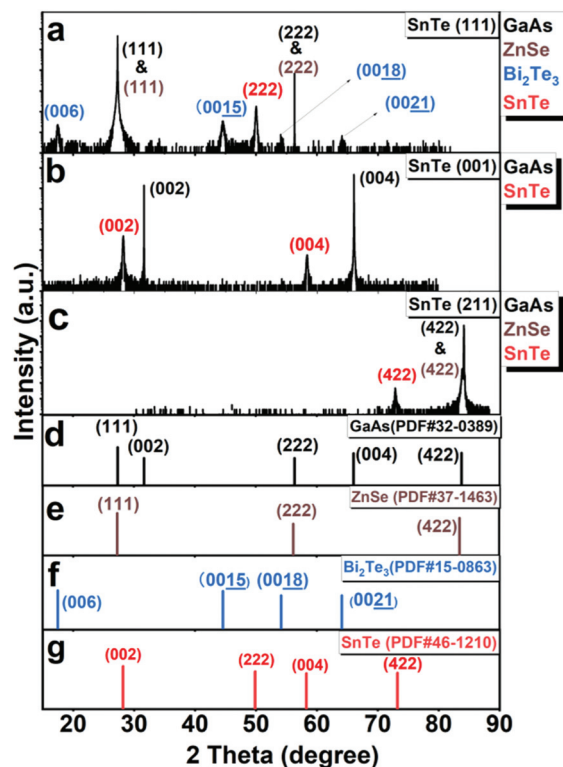 Intensity (a.u.)
a
SnTe (111)
GaAs
ZnSe
Bi₂Te₃
SnTe
(006)
(111)
&
(111)
(0015)
(222)
(222)
&
(222)
(0018)
(0021)
b
SnTe (001)
GaAs
SnTe
(002)
(002)
(004)
(004)
c
SnTe (211)
GaAs
ZnSe
SnTe
(422)
(422)
&
(422)
d
GaAs(PDF#32-0389)
(111)
(002)
(222)
(004)
(422)
e
ZnSe (PDF#37-1463)
(111)
(222)
(422)
f
Bi₂Te₃(PDF#15-0863)
(006)
(0015)
(0018)
(0021)
g
SnTe (PDF#46-1210)
(002)
(222)
(004)
(422)
20 30 40 50 60 70 80 90
2 Theta (degree)